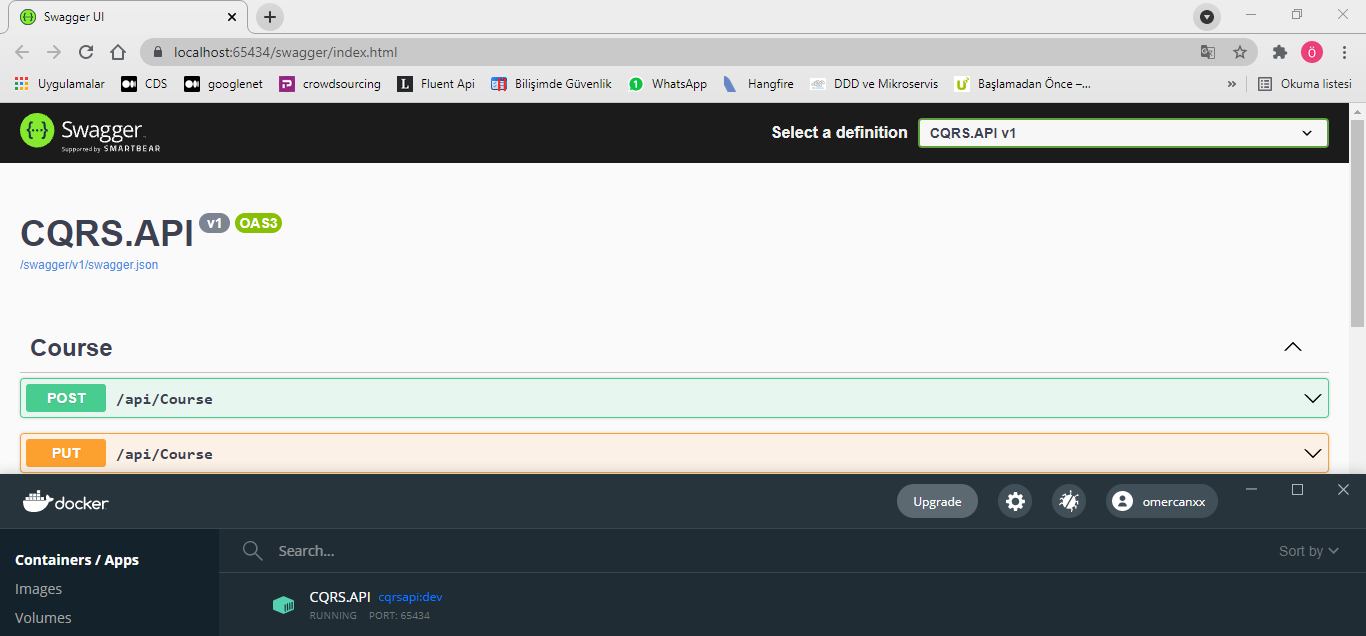 Swagger UI
localhost:65434/swagger/index.html
Ö
Uygulamalar CDS googlenet crowdsourcing L Fluent Api Bilişimde Güvenlik 1 WhatsApp Hangfire DDD ve Mikroservis Başlamadan Önce –... » Okuma listesi
Swagger
Supported by SMARTBEAR
Select a definition CQRS.API v1
CQRS.API v1 OAS3
/swagger/v1/swagger.json
Course
POST /api/Course
PUT /api/Course
docker Upgrade omercanxx
Containers / Apps Search... Sort by
Images CQRS.API cqrsapi:dev
RUNNING PORT: 65434
Volumes